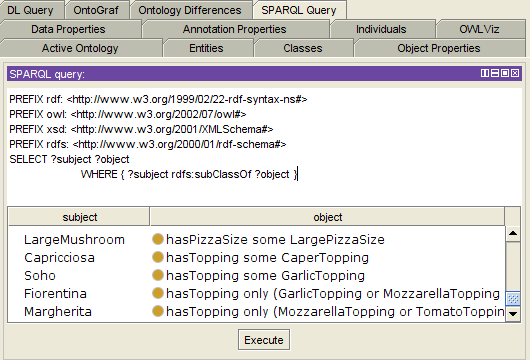 DL Query OntoGraf Ontology Differences SPARQL Query
Data Properties Annotation Properties Individuals OWLViz
Active Ontology Entities Classes Object Properties
SPARQL query:
PREFIX rdf: <http://www.w3.org/1999/02/22-rdf-syntax-ns#>
PREFIX owl: <http://www.w3.org/2002/07/owl#>
PREFIX xsd: <http://www.w3.org/2001/XMLSchema#>
PREFIX rdfs: <http://www.w3.org/2000/01/rdf-schema#>
SELECT ?subject ?object
WHERE { ?subject rdfs:subClassOf ?object }
subject object
LargeMushroom hasPizzaSize some LargePizzaSize
Capricciosa hasTopping some CaperTopping
Soho hasTopping some GarlicTopping
Fiorentina hasTopping only (GarlicTopping or MozzarellaTopping
Margherita hasTopping only (MozzarellaTopping or TomatoToppin
Execute